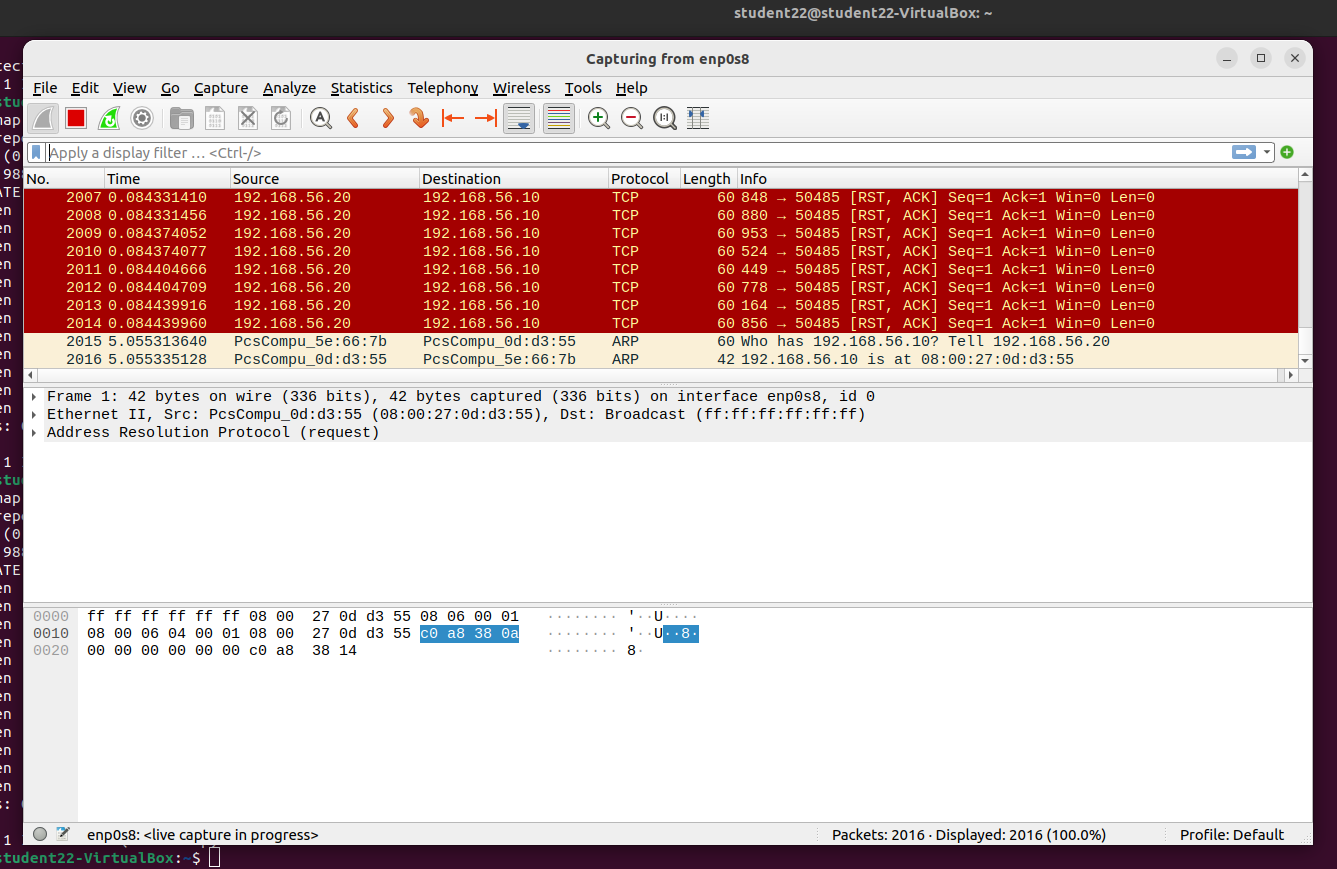 student22@student22-VirtualBox: ~
Capturing from enp0s8
File Edit View Go Capture Analyze Statistics Telephony Wireless Tools Help
Apply a display filter … <Ctrl-/>
No. Time Source Destination Protocol Length Info
2007 0.084331410 192.168.56.20 192.168.56.10 TCP 60 848 → 50485 [RST, ACK] Seq=1 Ack=1 Win=0 Len=0
2008 0.084331456 192.168.56.20 192.168.56.10 TCP 60 880 → 50485 [RST, ACK] Seq=1 Ack=1 Win=0 Len=0
2009 0.084374052 192.168.56.20 192.168.56.10 TCP 60 953 → 50485 [RST, ACK] Seq=1 Ack=1 Win=0 Len=0
2010 0.084374077 192.168.56.20 192.168.56.10 TCP 60 524 → 50485 [RST, ACK] Seq=1 Ack=1 Win=0 Len=0
2011 0.084404666 192.168.56.20 192.168.56.10 TCP 60 449 → 50485 [RST, ACK] Seq=1 Ack=1 Win=0 Len=0
2012 0.084404709 192.168.56.20 192.168.56.10 TCP 60 778 → 50485 [RST, ACK] Seq=1 Ack=1 Win=0 Len=0
2013 0.084439916 192.168.56.20 192.168.56.10 TCP 60 164 → 50485 [RST, ACK] Seq=1 Ack=1 Win=0 Len=0
2014 0.084439960 192.168.56.20 192.168.56.10 TCP 60 856 → 50485 [RST, ACK] Seq=1 Ack=1 Win=0 Len=0
2015 5.055313640 PcsCompu_5e:66:7b PcsCompu_0d:d3:55 ARP 60 Who has 192.168.56.10? Tell 192.168.56.20
2016 5.055335128 PcsCompu_0d:d3:55 PcsCompu_5e:66:7b ARP 42 192.168.56.10 is at 08:00:27:0d:d3:55
Frame 1: 42 bytes on wire (336 bits), 42 bytes captured (336 bits) on interface enp0s8, id 0
Ethernet II, Src: PcsCompu_0d:d3:55 (08:00:27:0d:d3:55), Dst: Broadcast (ff:ff:ff:ff:ff:ff)
Address Resolution Protocol (request)
0000 ff ff ff ff ff ff 08 00 27 0d d3 55 08 06 00 01 ········ '··U····
0010 08 00 06 04 00 01 08 00 27 0d d3 55 c0 a8 38 0a ········ '··U··8·
0020 00 00 00 00 00 00 c0 a8 38 14 ········ 8·
enp0s8: <live capture in progress> Packets: 2016 · Displayed: 2016 (100.0%) Profile: Default
student22-VirtualBox:~$